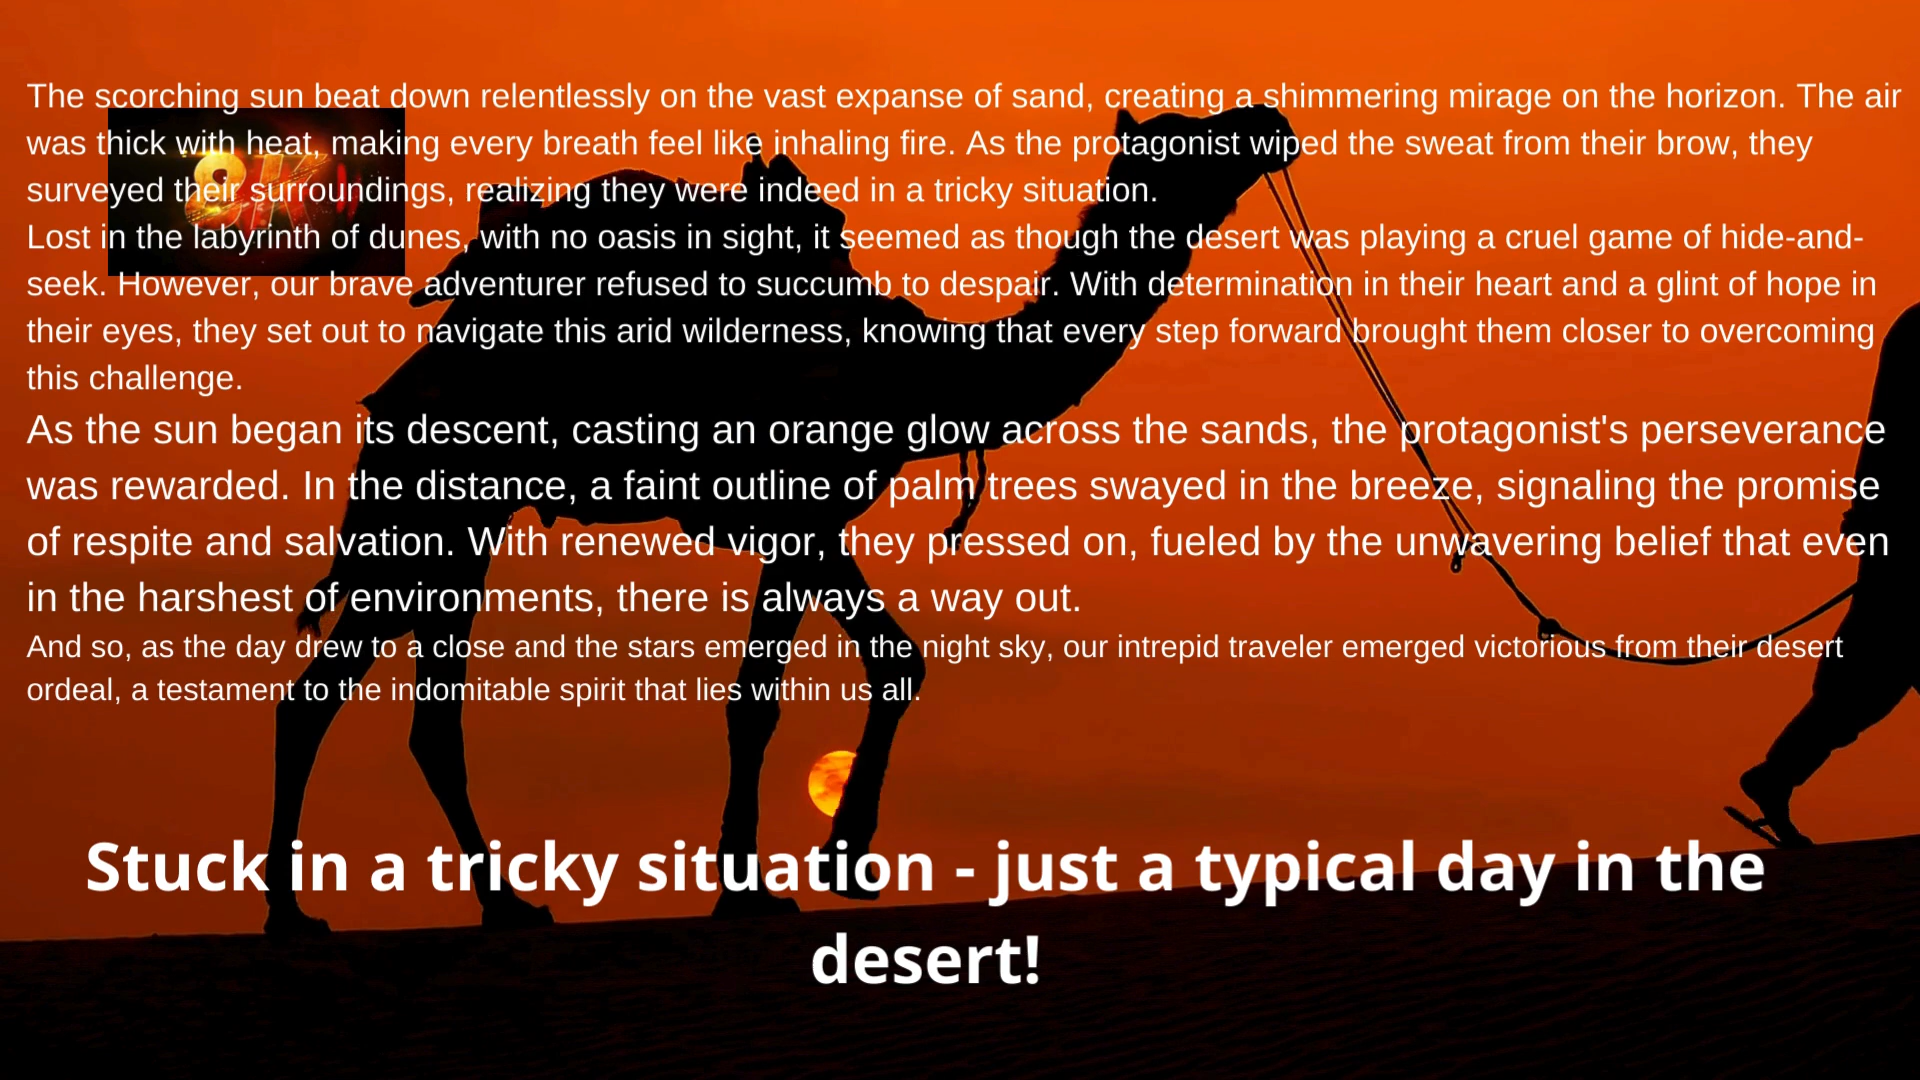 The scorching sun beat down relentlessly on the vast expanse of sand, creating a shimmering mirage on the horizon. The air
was thick with heat, making every breath feel like inhaling fire. As the protagonist wiped the sweat from their brow, they
surveyed their surroundings, realizing they were indeed in a tricky situation.
8K
Lost in the labyrinth of dunes, with no oasis in sight, it seemed as though the desert was playing a cruel game of hide-and-
seek. However, our brave adventurer refused to succumb to despair. With determination in their heart and a glint of hope in
their eyes, they set out to navigate this arid wilderness, knowing that every step forward brought them closer to overcoming
this challenge.
As the sun began its descent, casting an orange glow across the sands, the protagonist's perseverance
was rewarded. In the distance, a faint outline of palm trees swayed in the breeze, signaling the promise
of respite and salvation. With renewed vigor, they pressed on, fueled by the unwavering belief that even
in the harshest of environments, there is always a way out.
And so, as the day drew to a close and the stars emerged in the night sky, our intrepid traveler emerged victorious from their desert
ordeal, a testament to the indomitable spirit that lies within us all.
Stuck in a tricky situation - just a typical day in the
desert!